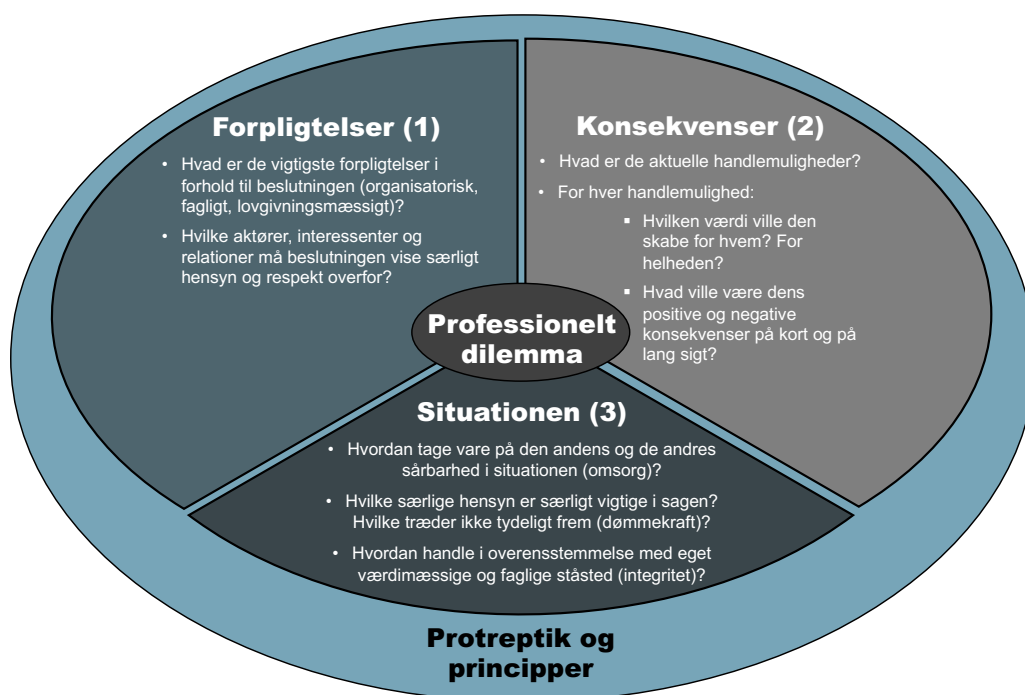 Forpligtelser (1)
• Hvad er de vigtigste forpligtelser i
forhold til beslutningen (organisatorisk,
fagligt, lovgivningsmæssigt)?
• Hvilke aktører, interessenter og
relationer må beslutningen vise særligt
hensyn og respekt overfor?
Konsekvenser (2)
• Hvad er de aktuelle handlemuligheder?
• For hver handlemulighed:
▪ Hvilken værdi ville den
skabe for hvem? For
helheden?
▪ Hvad ville være dens
positive og negative
konsekvenser på kort og på
lang sigt?
Professionelt
dilemma
Situationen (3)
• Hvordan tage vare på den andens og de andres
sårbarhed i situationen (omsorg)?
• Hvilke særlige hensyn er særligt vigtige i sagen?
Hvilke træder ikke tydeligt frem (dømmekraft)?
• Hvordan handle i overensstemmelse med eget
værdimæssige og faglige ståsted (integritet)?
Protreptik og
principper